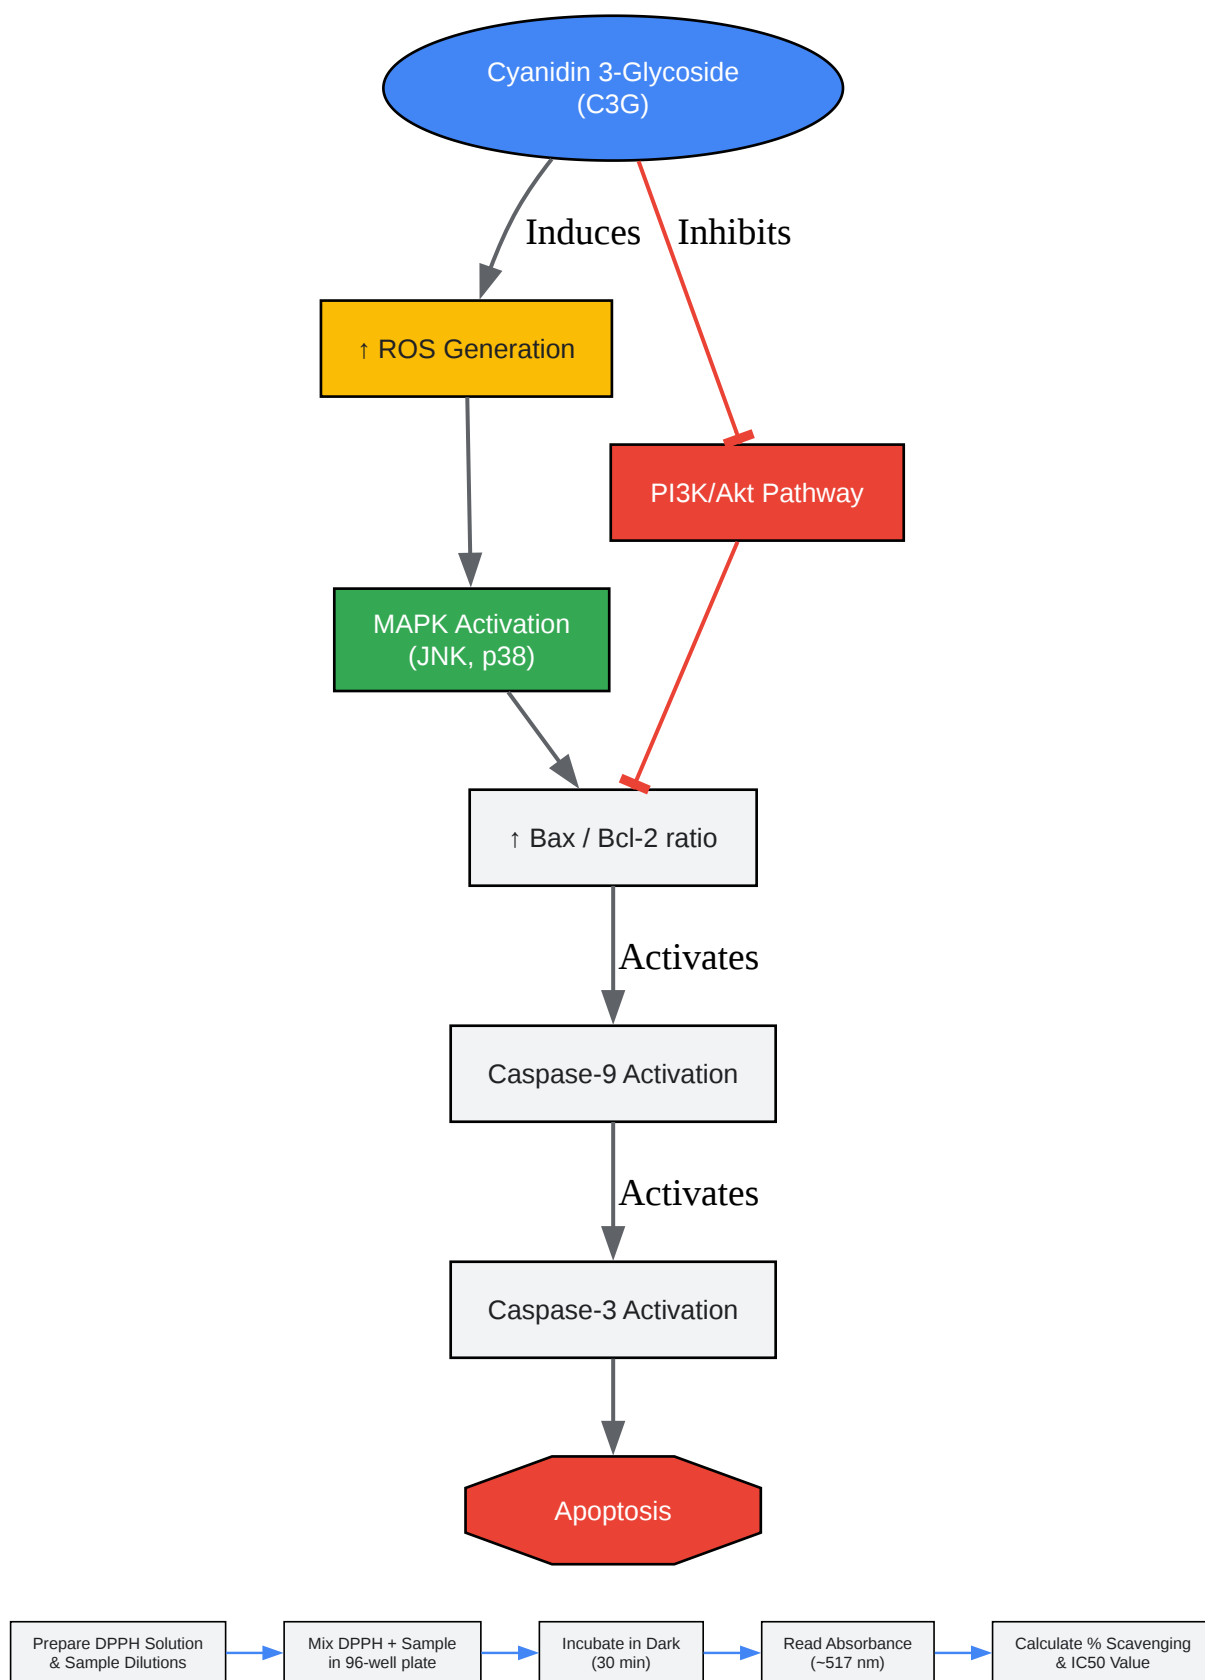 Cyanidin 3-Glycoside
(C3G)
Induces
Inhibits
↑ ROS Generation
PI3K/Akt Pathway
MAPK Activation
(JNK, p38)
↑ Bax / Bcl-2 ratio
Activates
Caspase-9 Activation
Activates
Caspase-3 Activation
Apoptosis
Prepare DPPH Solution
& Sample Dilutions
Mix DPPH + Sample
in 96-well plate
Incubate in Dark
(30 min)
Read Absorbance
(~517 nm)
Calculate % Scavenging
& IC50 Value